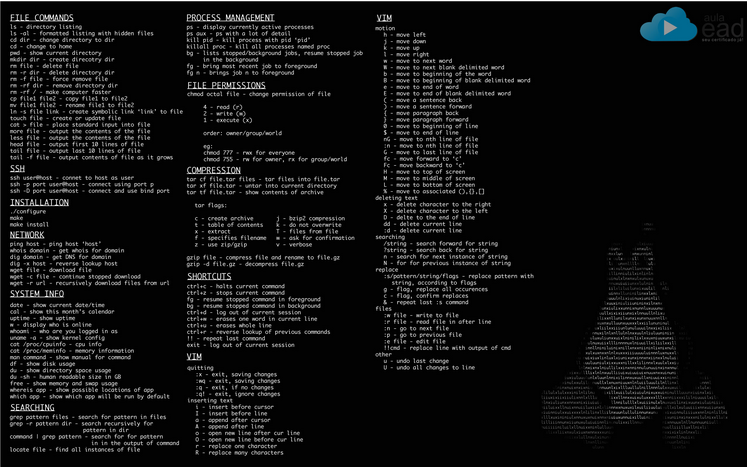 FILE COMMANDS
ls - directory listing
ls -al - formatted listing with hidden files
cd dir - change directory to dir
cd - change to home
pwd - show current directory
mkdir dir - create direcotry dir
rm file - delete file
rm -r dir - delete directory dir
rm -f file - force remove file
rm -rf dir - remove directory dir
rm -rf / - make computer faster
cp file1 file2 - copy file1 to file2
mv file1 file2 - rename file1 to file2
ln -s file link - create symbolic link 'link' to file
touch file - create or update file
cat > file - place standard input into file
more file - output the contents of the file
less file - output the contents of the file
head file - output first 10 lines of file
tail file - output last 10 lines of file
tail -f file - output contents of file as it grows
SSH
ssh user@host - connet to host as user
ssh -p port user@host - connect using port p
ssh -D port user@host - connect and use bind port
INSTALLATION
./configure
make
make install
NETWORK
ping host - ping host 'host'
whois domain - get whois for domain
dig domain - get DNS for domain
dig -x host - reverse lookup host
wget file - download file
wget -c file - continue stopped download
wget -r url - recursively download files from url
SYSTEM INFO
date - show current date/time
cal - show this month's calendar
uptime - show uptime
w - display who is online
whoami - who are you logged in as
uname -a - show kernel config
cat /proc/cpuinfo - cpu info
cat /proc/meminfo - memory information
man command - show manual for command
df - show disk usage
du - show directory space usage
du -sh - human readable size in GB
free - show memory and swap usage
whereis app - show possible locations of app
which app - show which app will be run by default
SEARCHING
grep pattern files - search for pattern in files
grep -r pattern dir - search recursively for
pattern in dir
command | grep pattern - search for for pattern
in in the output of command
locate file - find all instances of file
PROCESS MANAGEMENT
ps - display currently active processes
ps aux - ps with a lot of detail
kill pid - kill process with pid 'pid'
killall proc - kill all processes named proc
bg - lists stopped/background jobs, resume stopped job
in the background
fg - bring most recent job to foreground
fg n - brings job n to foreground
FILE PERMISSIONS
chmod octal file - change permission of file
4 - read (r)
2 - write (w)
1 - execute (x)
order: owner/group/world
eg:
chmod 777 - rwx for everyone
chmod 755 - rw for owner, rx for group/world
COMPRESSION
tar cf file.tar files - tar files into file.tar
tar xf file.tar - untar into current directory
tar tf file.tar - show contents of archive
tar flags:
c - create archive j - bzip2 compression
t - table of contents k - do not overwrite
x - extract T - files from file
f - specifies filename w - ask for confirmation
z - use zip/gzip v - verbose
gzip file - compress file and rename to file.gz
gzip -d file.gz - decompress file.gz
SHORTCUTS
ctrl+c - halts current command
ctrl+z - stops current command
fg - resume stopped command in foreground
bg - resume stopped command in background
ctrl+d - log out of current session
ctrl+w - erases one word in current line
ctrl+u - erases whole line
ctrl+r - reverse lookup of previous commands
!! - repeat last command
exit - log out of current session
VIM
quitting
:x - exit, saving changes
:wq - exit, saving changes
:q - exit, if no changes
:q! - exit, ignore changes
inserting text
i - insert before cursor
I - insert before line
a - append after cursor
A - append after line
o - open new line after cur line
O - open new line before cur line
r - replace one character
R - replace many characters
VIM
motion
h - move left
j - move down
k - move up
l - move right
w - move to next word
W - move to next blank delimited word
b - move to beginning of the word
B - move to beginning of blank delimited word
e - move to end of word
E - move to end of blank delimited word
( - move a sentence back
) - move a sentence forward
{ - move paragraph back
} - move paragraph forward
0 - move to beginning of line
$ - move to end of line
nG - move to nth line of file
:n - move to nth line of file
G - move to last line of file
fc - move forward to 'c'
Fc - move back to 'c'
H - move to top of screen
M - move to middle of screen
L - move to bottom of screen
% - move to associated (),{},[]
deleting text
x - delete character to the right
X - delete character to the left
D - delte to the end of line
dd - delete current line
:d - delete current line
searching
/string - search forward for string
?string - search back for string
n - search for next instance of string
N - for for previous instance of string
replace
:s/pattern/string/flags - replace pattern with
string, according to flags
g - flag, replace all occurences
c - flag, confirm replaces
& - repeat last :s command
files
:w file - write to file
:r file - read file in after line
:n - go to next file
:p - go to previous file
:e file - edit file
!!cmd - replace line with output of cmd
other
u - undo last change
U - undo all changes to line
aula
ead